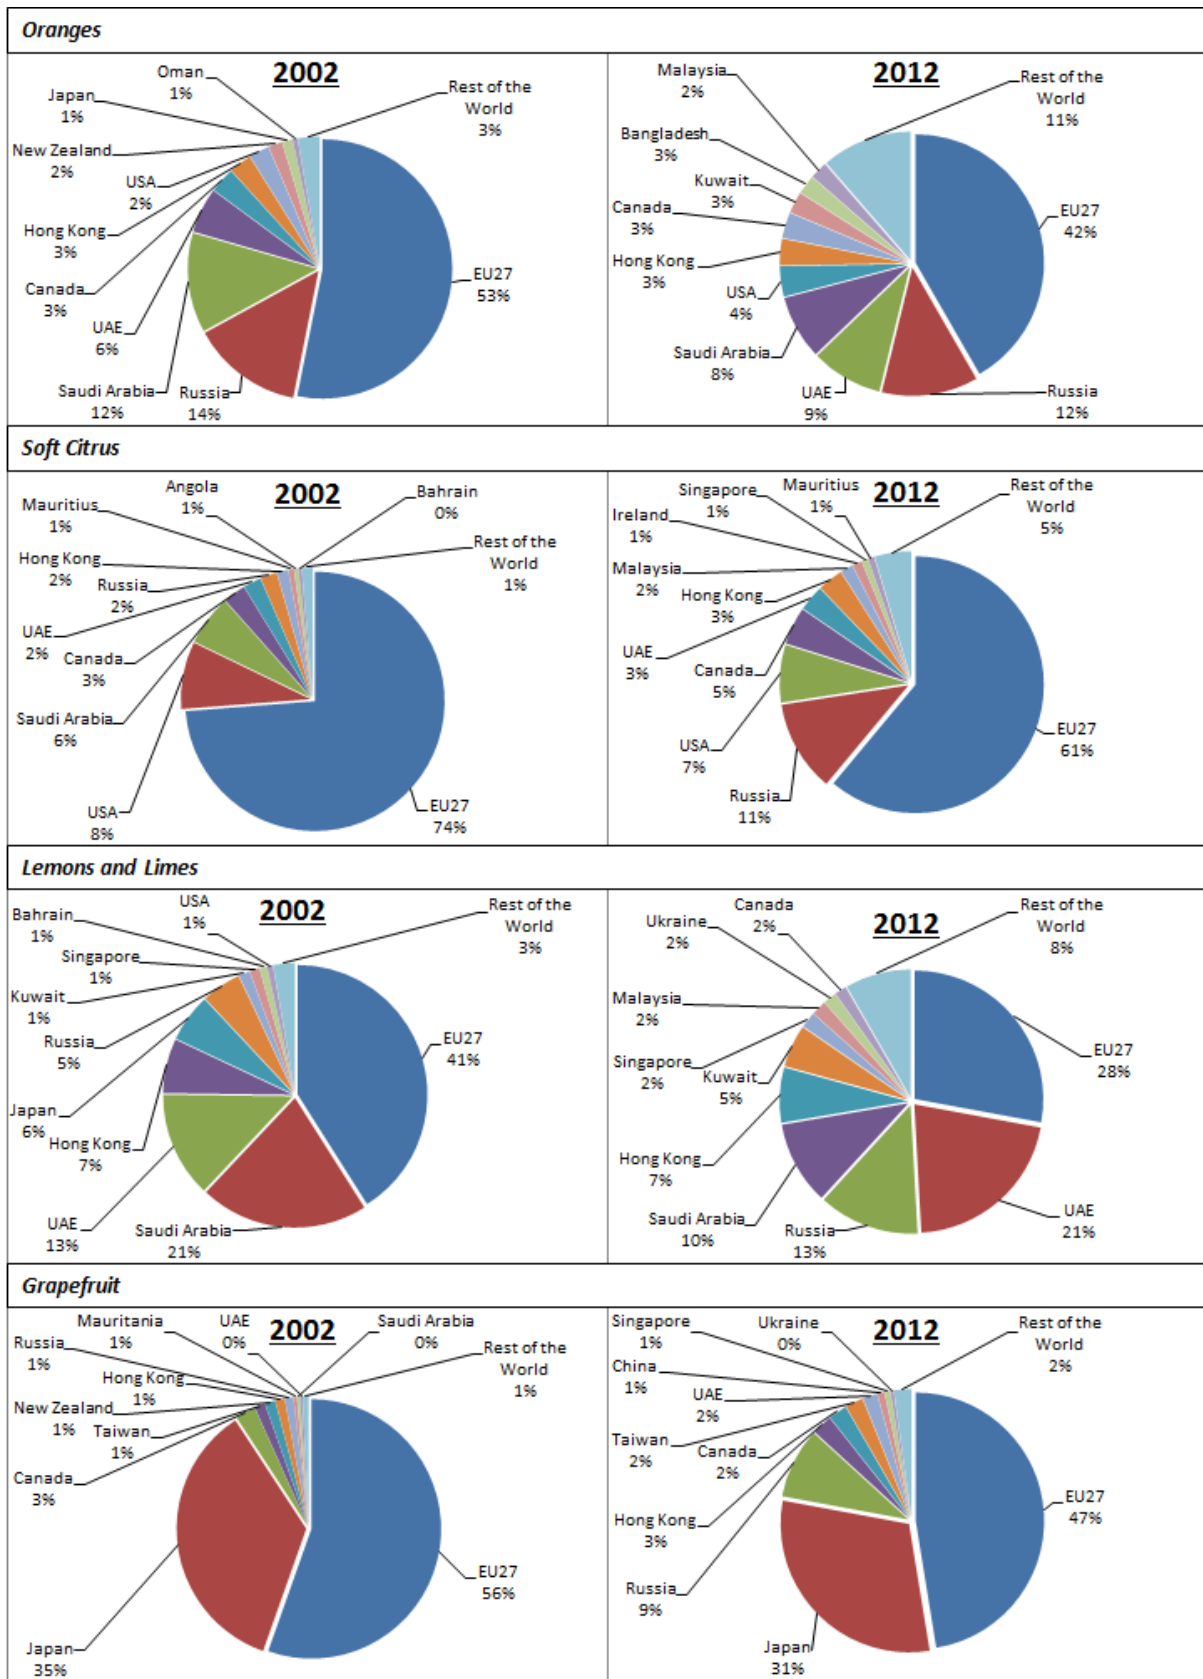 Oranges
2002
Oman
1%
Japan
1%
New Zealand
2%
USA
2%
Hong Kong
3%
Canada
3%
UAE
6%
Saudi Arabia
12%
Russia
14%
EU27
53%
Rest of the
World
3%
2012
Malaysia
2%
Bangladesh
3%
Kuwait
3%
Canada
3%
Hong Kong
3%
USA
4%
Saudi Arabia
8%
UAE
9%
Russia
12%
EU27
42%
Rest of the
World
11%
Soft Citrus
2002
Angola
1%
Mauritius
1%
Hong Kong
2%
Russia
2%
UAE
2%
Canada
3%
Saudi Arabia
6%
USA
8%
EU27
74%
Bahrain
0%
Rest of the
World
1%
2012
Mauritius
1%
Singapore
1%
Ireland
1%
Malaysia
2%
Hong Kong
3%
UAE
3%
Canada
5%
USA
7%
Russia
11%
EU27
61%
Rest of the
World
5%
Lemons and Limes
2002
USA
1%
Bahrain
1%
Singapore
1%
Kuwait
1%
Russia
5%
Japan
6%
Hong Kong
7%
UAE
13%
Saudi Arabia
21%
EU27
41%
Rest of the
World
3%
2012
Canada
2%
Ukraine
2%
Malaysia
2%
Singapore
2%
Kuwait
5%
Hong Kong
7%
Saudi Arabia
10%
Russia
13%
UAE
21%
EU27
28%
Rest of the
World
8%
Grapefruit
2002
UAE
0%
Mauritania
1%
Russia
1%
Hong Kong
1%
New Zealand
1%
Taiwan
1%
Canada
3%
Japan
35%
EU27
56%
Saudi Arabia
0%
Rest of the
World
1%
2012
Ukraine
0%
Singapore
1%
China
1%
UAE
2%
Taiwan
2%
Canada
2%
Hong Kong
3%
Russia
9%
Japan
31%
EU27
47%
Rest of the
World
2%